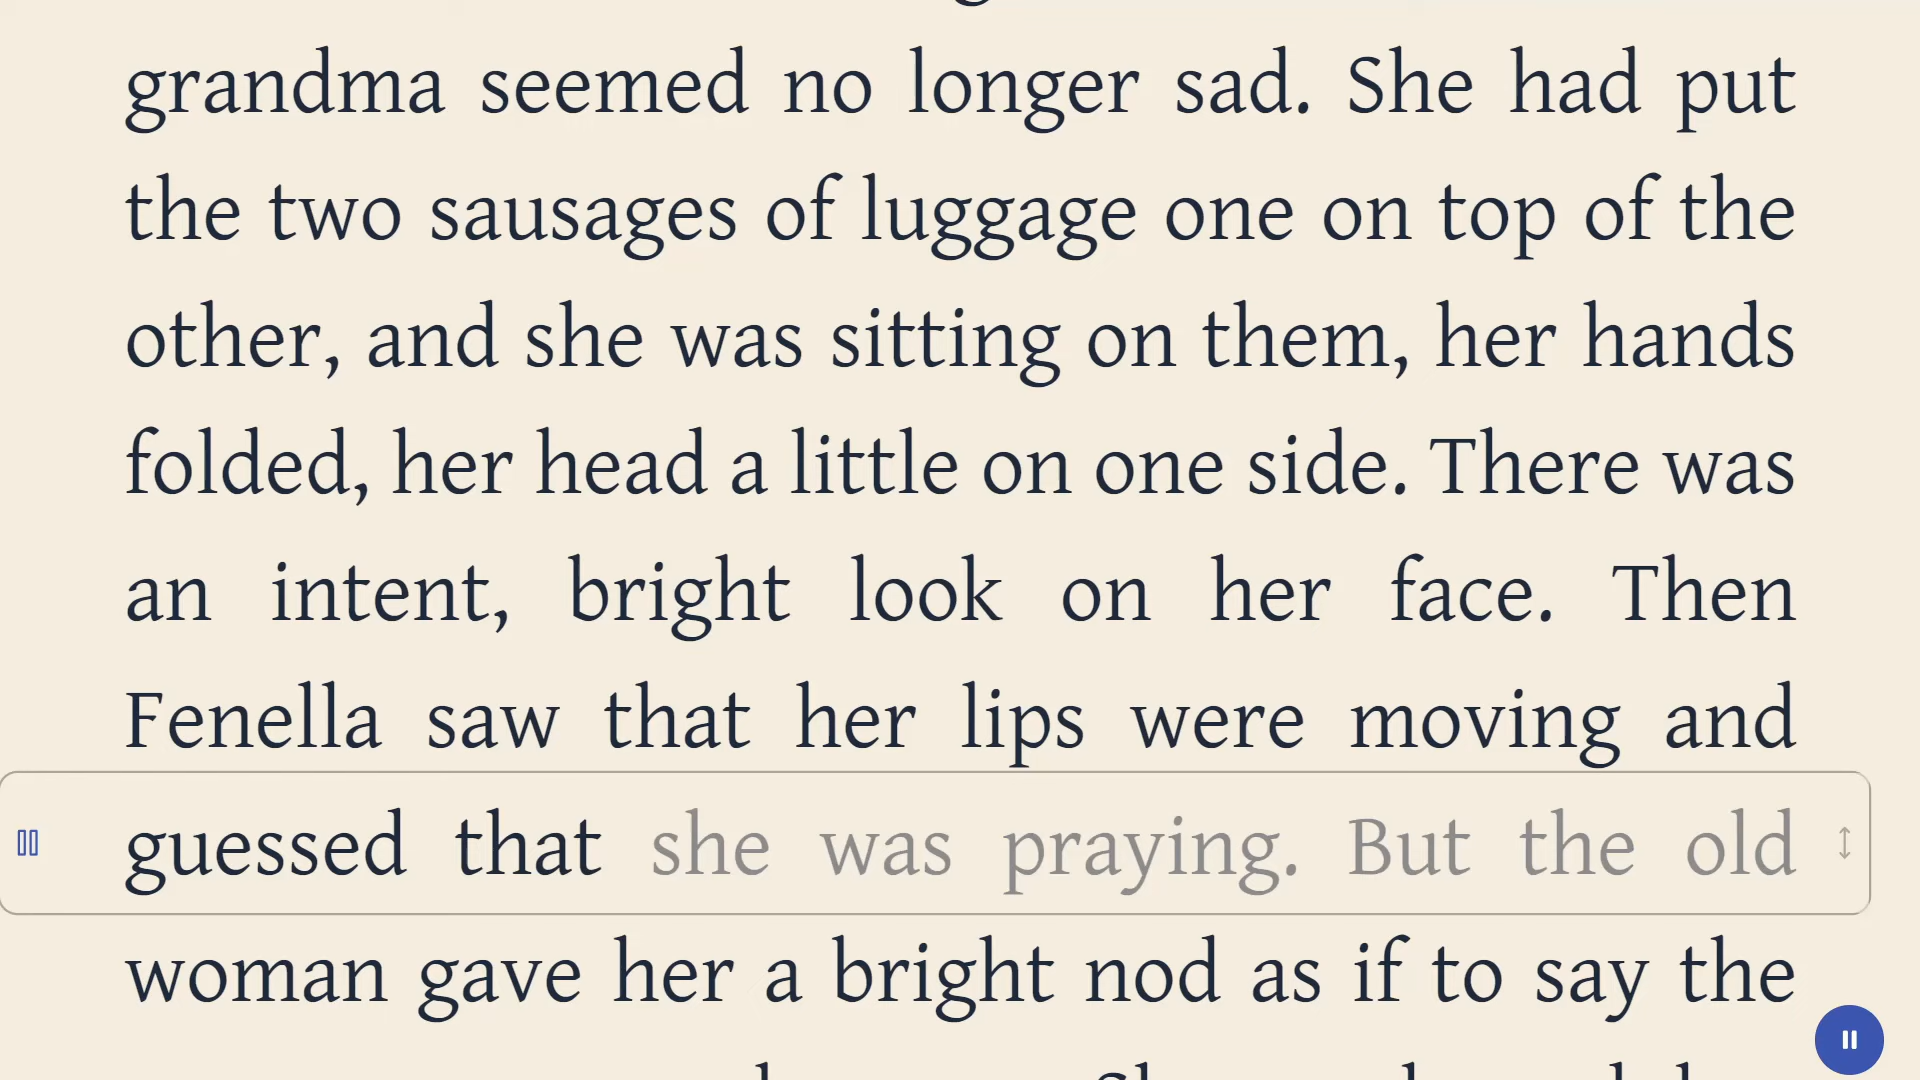 grandma seemed no longer sad. She had put
the two sausages of luggage one on top of the
other, and she was sitting on them, her hands
folded, her head a little on one side. There was
an intent, bright look on her face. Then
Fenella saw that her lips were moving and
guessed that she was praying. But the old
woman gave her a bright nod as if to say the